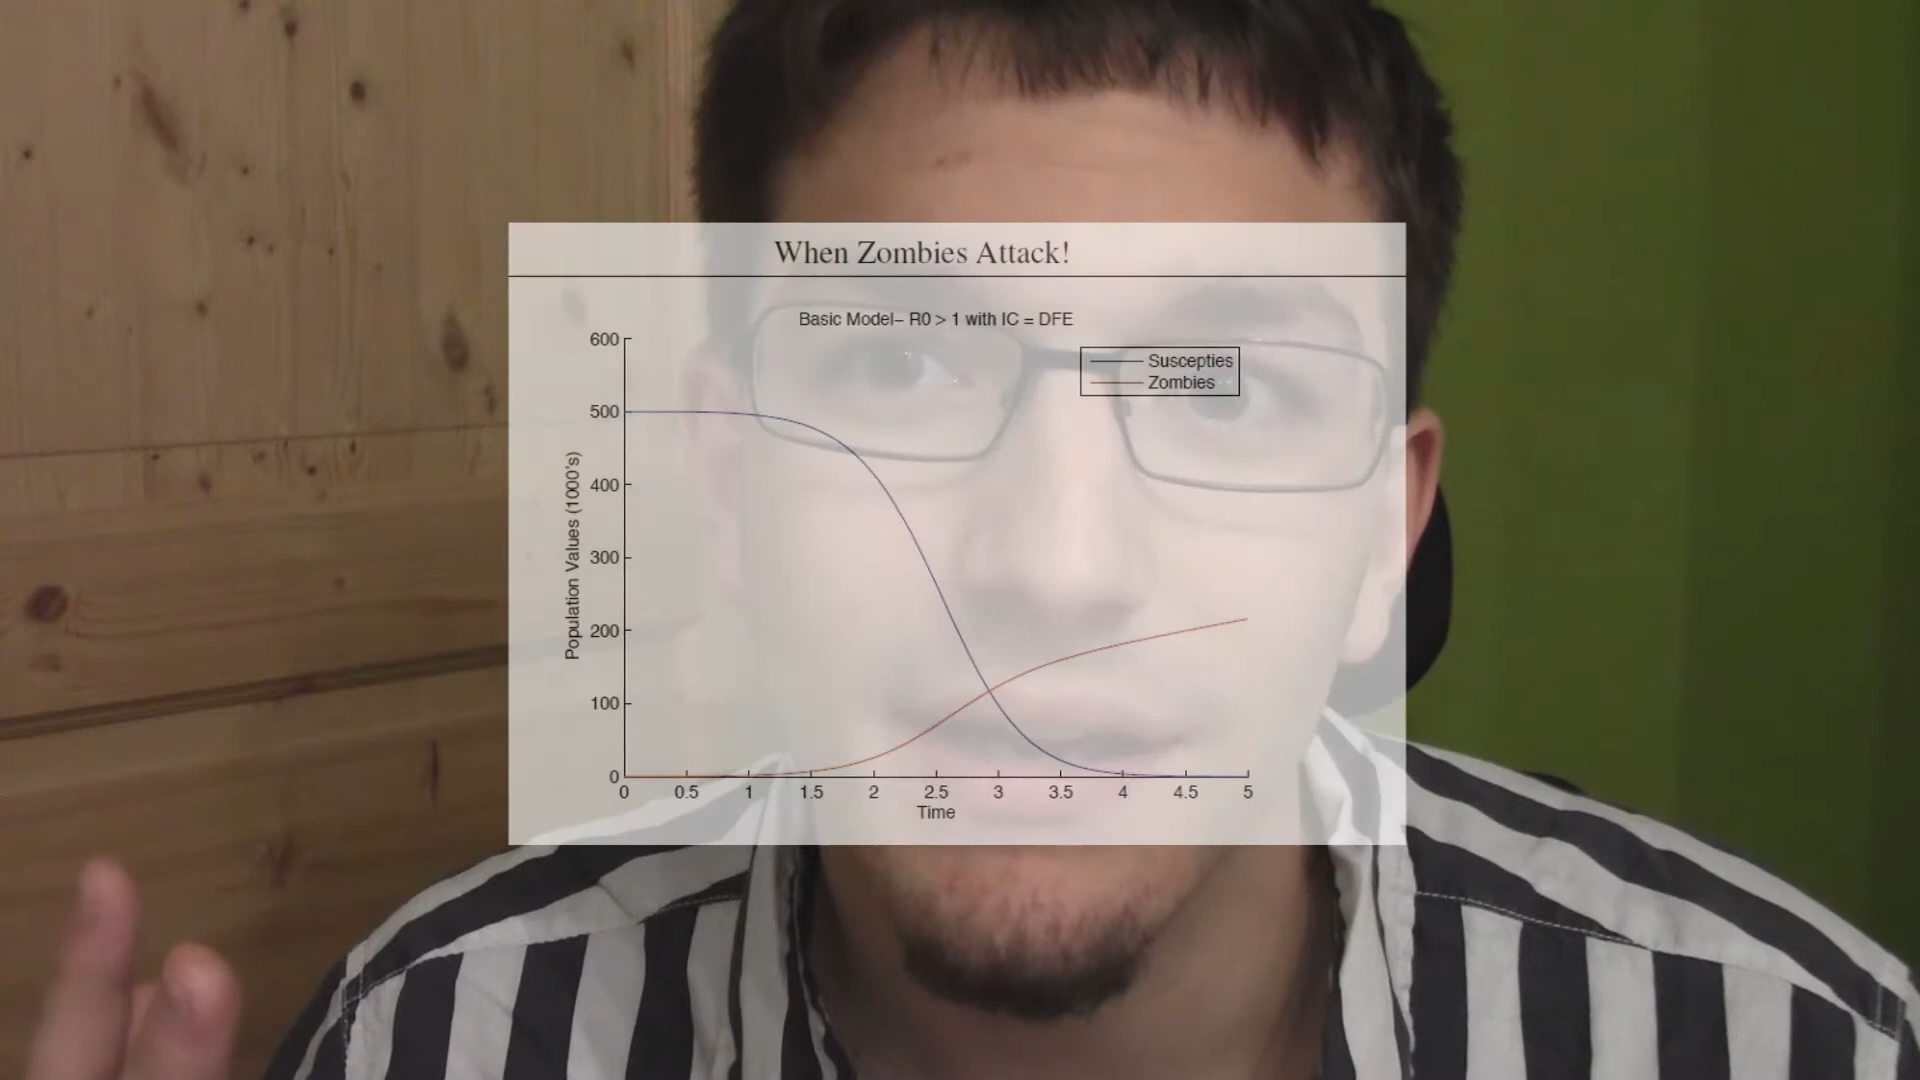 When Zombies Attack!
Basic Model– R0 > 1 with IC = DFE
Suscepties
Zombies
Population Values (1000's)
600
500
400
300
200
100
0
0 0.5 1 1.5 2 2.5 3 3.5 4 4.5 5
Time